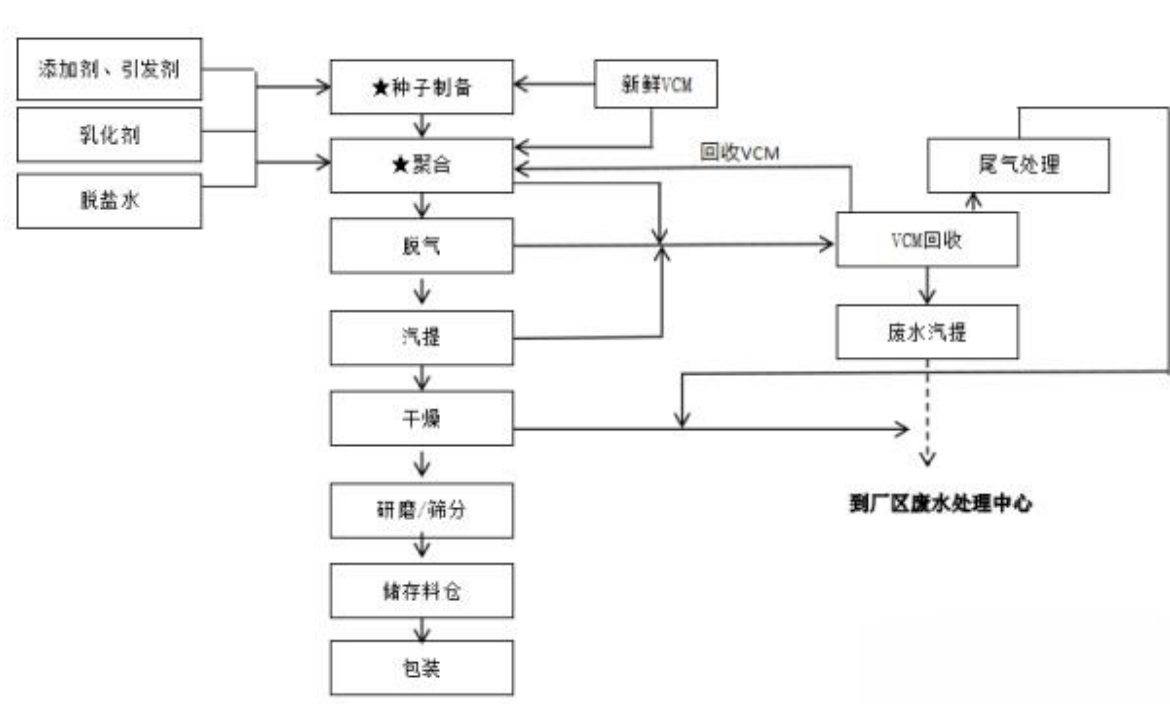 添加剂、引发剂
乳化剂
脱盐水
★种子制备
新鲜VCM
★聚合
回收VCM
尾气处理
脱气
VCM回收
汽提
废水汽提
干燥
到厂区废水处理中心
研磨/筛分
储存料仓
包装